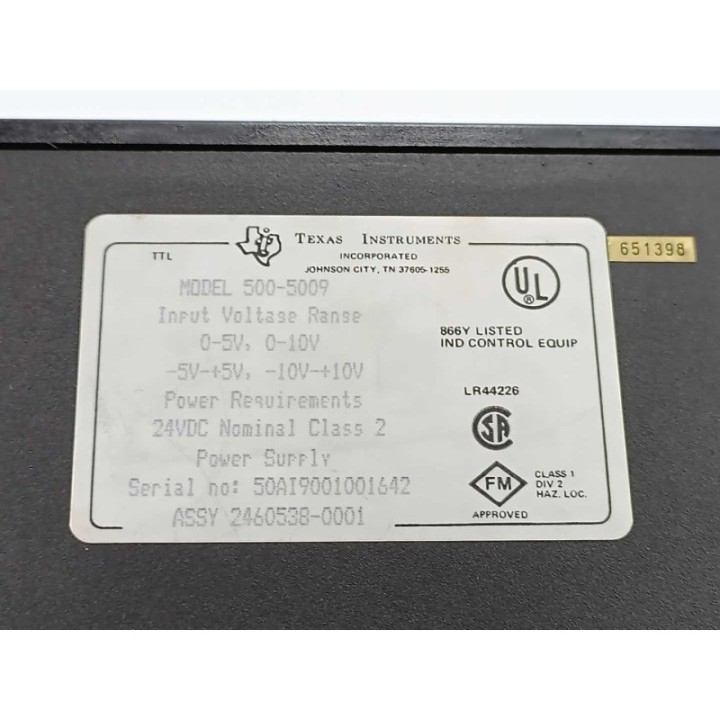 TTL
TEXAS INSTRUMENTS
INCORPORATED
JOHNSON CITY, TN 37605-1255
651398
MODEL 500-5009
Input Voltage Range
0-5V, 0-10V
-5V-+5V, -10V-+10V
Power Requirements
24VDC Nominal Class 2
Power Supply
Serial no: 50AI9001001642
ASSY 2460538-0001
UL
®
866Y LISTED
IND CONTROL EQUIP
LR44226
SA
FM
APPROVED
CLASS 1
DIV 2
HAZ. LOC.